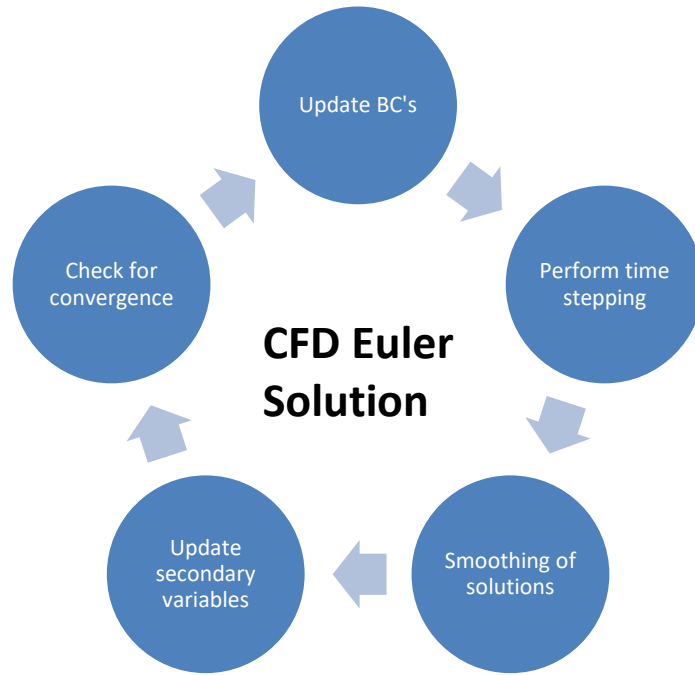 Update BC's
Perform time
stepping
Smoothing of
solutions
Update
secondary
variables
Check for
convergence
CFD Euler
Solution